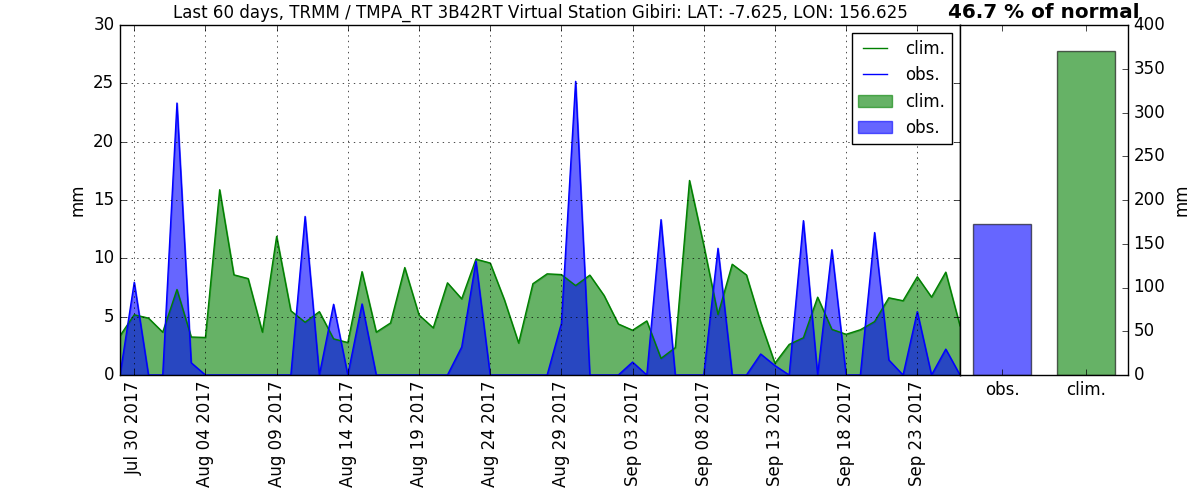 Last 60 days, TRMM / TMPA_RT 3B42RT Virtual Station Gibiri: LAT: -7.625, LON: 156.625
46.7 % of normal
30
25
20
15
10
5
0
mm
clim.
obs.
clim.
obs.
400
350
300
250
200
150
100
50
0
mm
obs.
clim.
Jul 30 2017
Aug 04 2017
Aug 09 2017
Aug 14 2017
Aug 19 2017
Aug 24 2017
Aug 29 2017
Sep 03 2017
Sep 08 2017
Sep 13 2017
Sep 18 2017
Sep 23 2017